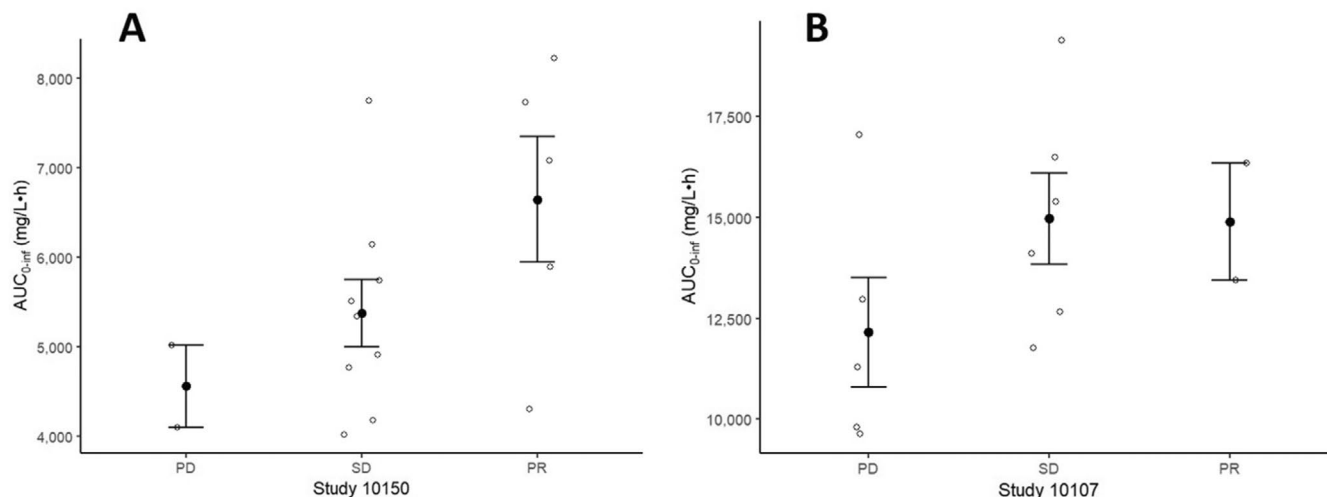 A
8,000
7,000
6,000
5,000
4,000
AUC0-inf (mg/L•h)
PD SD PR
Study 10150
B
17,500
15,000
12,500
10,000
AUC0-inf (mg/L•h)
PD SD PR
Study 10107